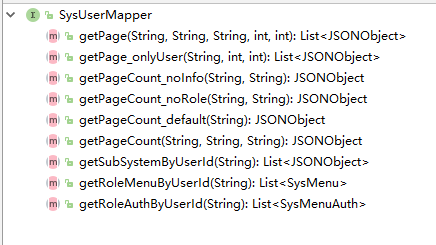 SysUserMapper
getPage(String, String, String, int, int): List<JSONObject>
getPage_onlyUser(String, int, int): List<JSONObject>
getPageCount_noInfo(String, String): JSONObject
getPageCount_noRole(String, String): JSONObject
getPageCount_default(String): JSONObject
getPageCount(String, String, String): JSONObject
getSubSystemByUserId(String): List<JSONObject>
getRoleMenuByUserId(String): List<SysMenu>
getRoleAuthByUserId(String): List<SysMenuAuth>